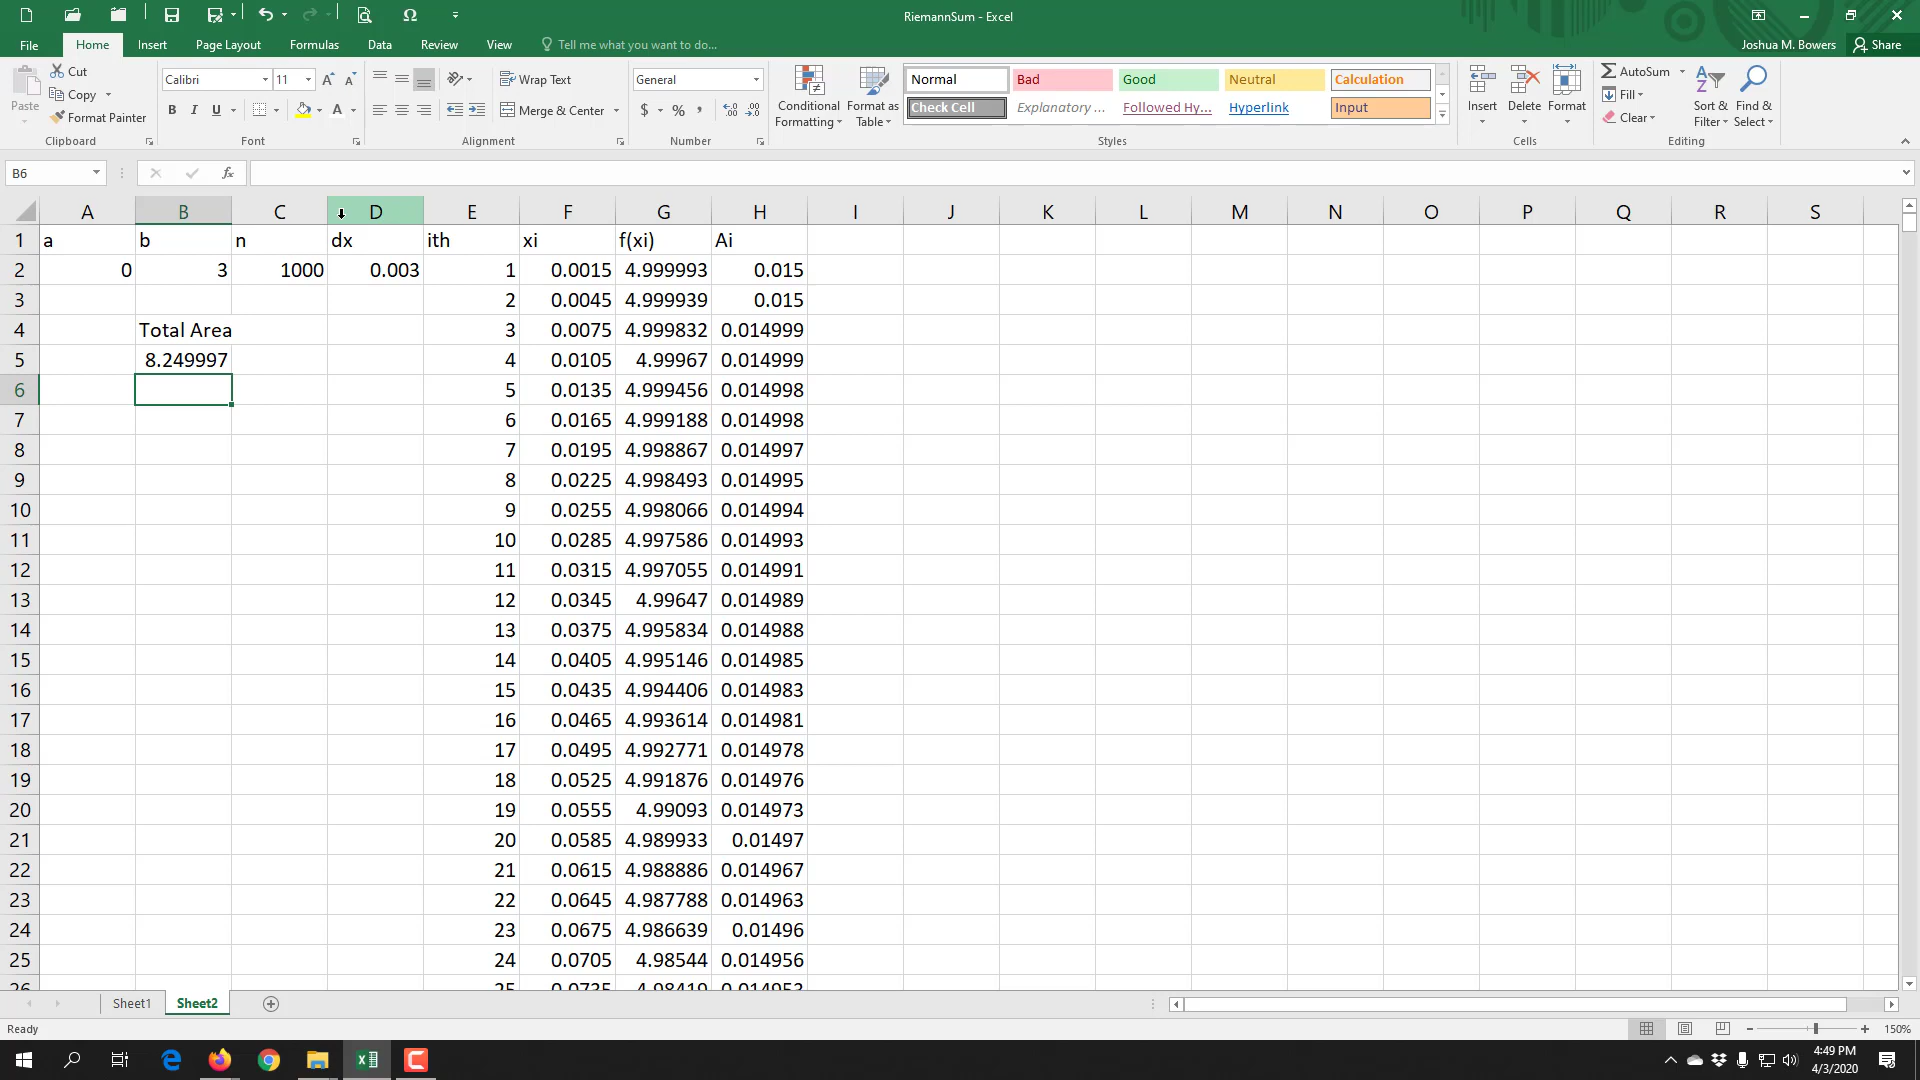 RiemannSum - Excel
File Home Insert Page Layout Formulas Data Review View Tell me what you want to do... Joshua M. Bowers Share
Paste Cut Copy Format Painter Clipboard
Calibri 11 B I U Font
Wrap Text Merge & Center Alignment
General $ % Number
Conditional Formatting Format as Table
Normal Bad Good Neutral Calculation
Check Cell Explanatory ... Followed Hy... Hyperlink Input
Styles
Insert Delete Format Cells
AutoSum Fill Clear Sort & Filter Find & Select Editing
B6 fx
A B C D E F G H I J K L M N O P Q R S
1 a b n dx ith xi f(xi) Ai
2 0 3 1000 0.003 1 0.0015 4.999993 0.015
3 2 0.0045 4.999939 0.015
4 Total Area 3 0.0075 4.999832 0.014999
5 8.249997 4 0.0105 4.99967 0.014999
6 5 0.0135 4.999456 0.014998
7 6 0.0165 4.999188 0.014998
8 7 0.0195 4.998867 0.014997
9 8 0.0225 4.998493 0.014995
10 9 0.0255 4.998066 0.014994
11 10 0.0285 4.997586 0.014993
12 11 0.0315 4.997055 0.014991
13 12 0.0345 4.99647 0.014989
14 13 0.0375 4.995834 0.014988
15 14 0.0405 4.995146 0.014985
16 15 0.0435 4.994406 0.014983
17 16 0.0465 4.993614 0.014981
18 17 0.0495 4.992771 0.014978
19 18 0.0525 4.991876 0.014976
20 19 0.0555 4.99093 0.014973
21 20 0.0585 4.989933 0.01497
22 21 0.0615 4.988886 0.014967
23 22 0.0645 4.987788 0.014963
24 23 0.0675 4.986639 0.01496
25 24 0.0705 4.98544 0.014956
26 25 0.0735 4.98419 0.014953
Sheet1 Sheet2
Ready 150%
4:49 PM
4/3/2020